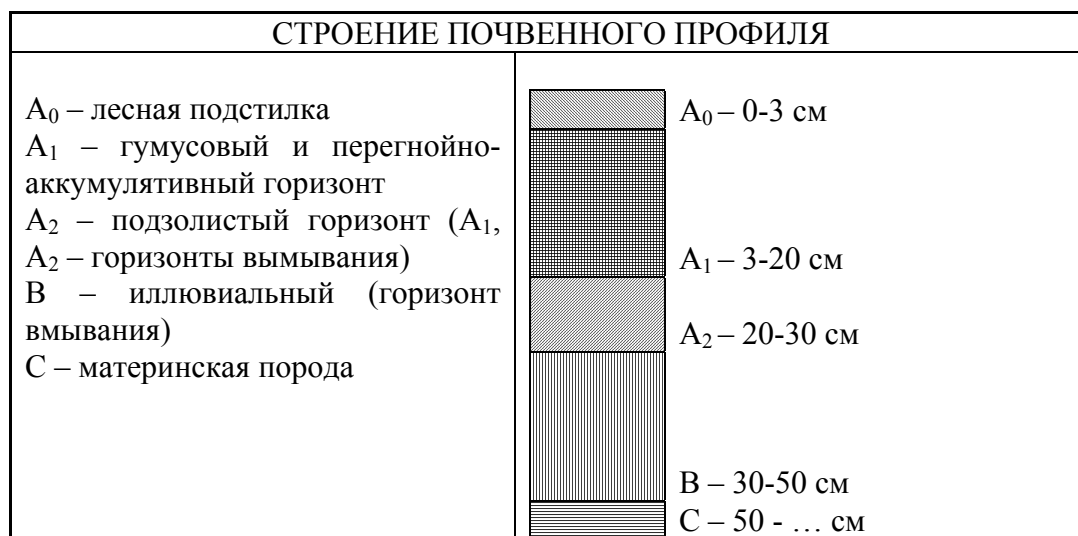 СТРОЕНИЕ ПОЧВЕННОГО ПРОФИЛЯ
A₀ – лесная подстилка
A₁ – гумусовый и перегнойно-
аккумулятивный горизонт
A₂ – подзолистый горизонт (A₁,
A₂ – горизонты вымывания)
B – иллювиальный (горизонт
вмывания)
C – материнская порода
A₀ – 0-3 см
A₁ – 3-20 см
A₂ – 20-30 см
B – 30-50 см
C – 50 - … см